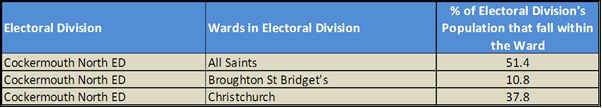 Electoral Division Wards in Electoral Division % of Electoral Division's
Population that fall within
the Ward
Cockermouth North ED All Saints 51.4
Cockermouth North ED Broughton St Bridget's 10.8
Cockermouth North ED Christchurch 37.8